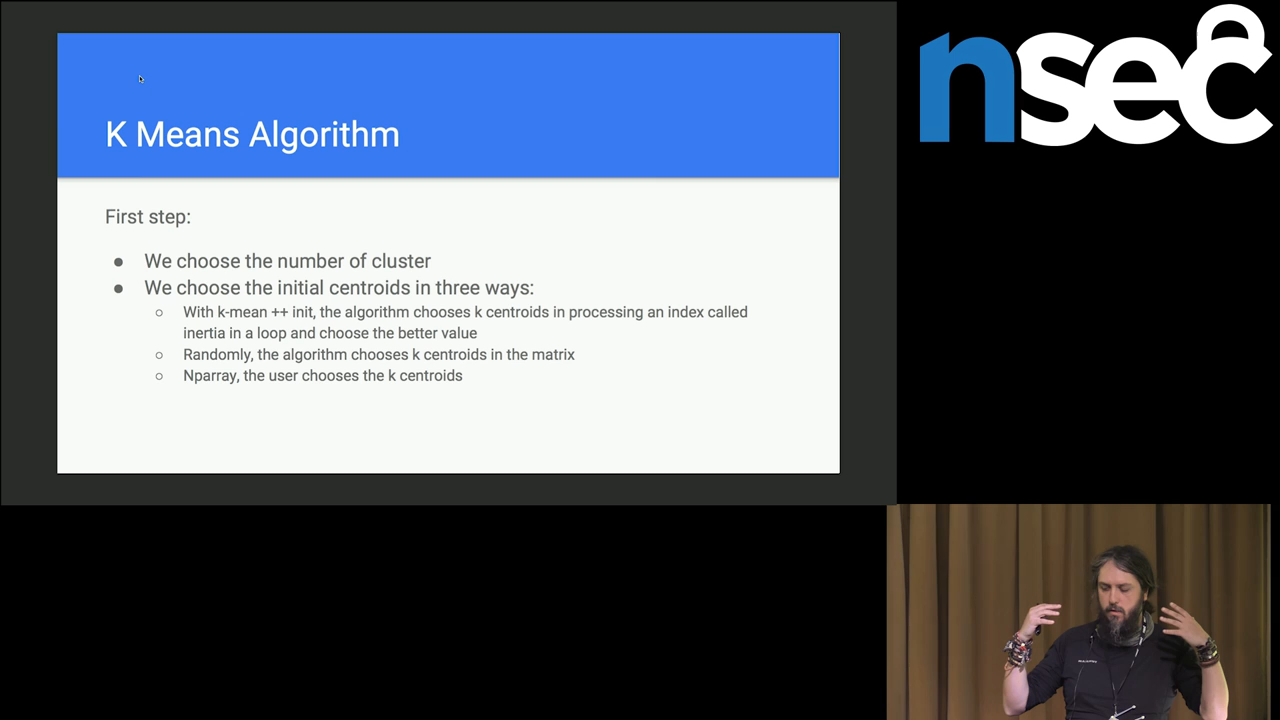 nsec
K Means Algorithm
First step:
● We choose the number of cluster
● We choose the initial centroids in three ways:
○ With k-mean ++ init, the algorithm chooses k centroids in processing an index called
inertia in a loop and choose the better value
○ Randomly, the algorithm chooses k centroids in the matrix
○ Nparray, the user chooses the k centroids